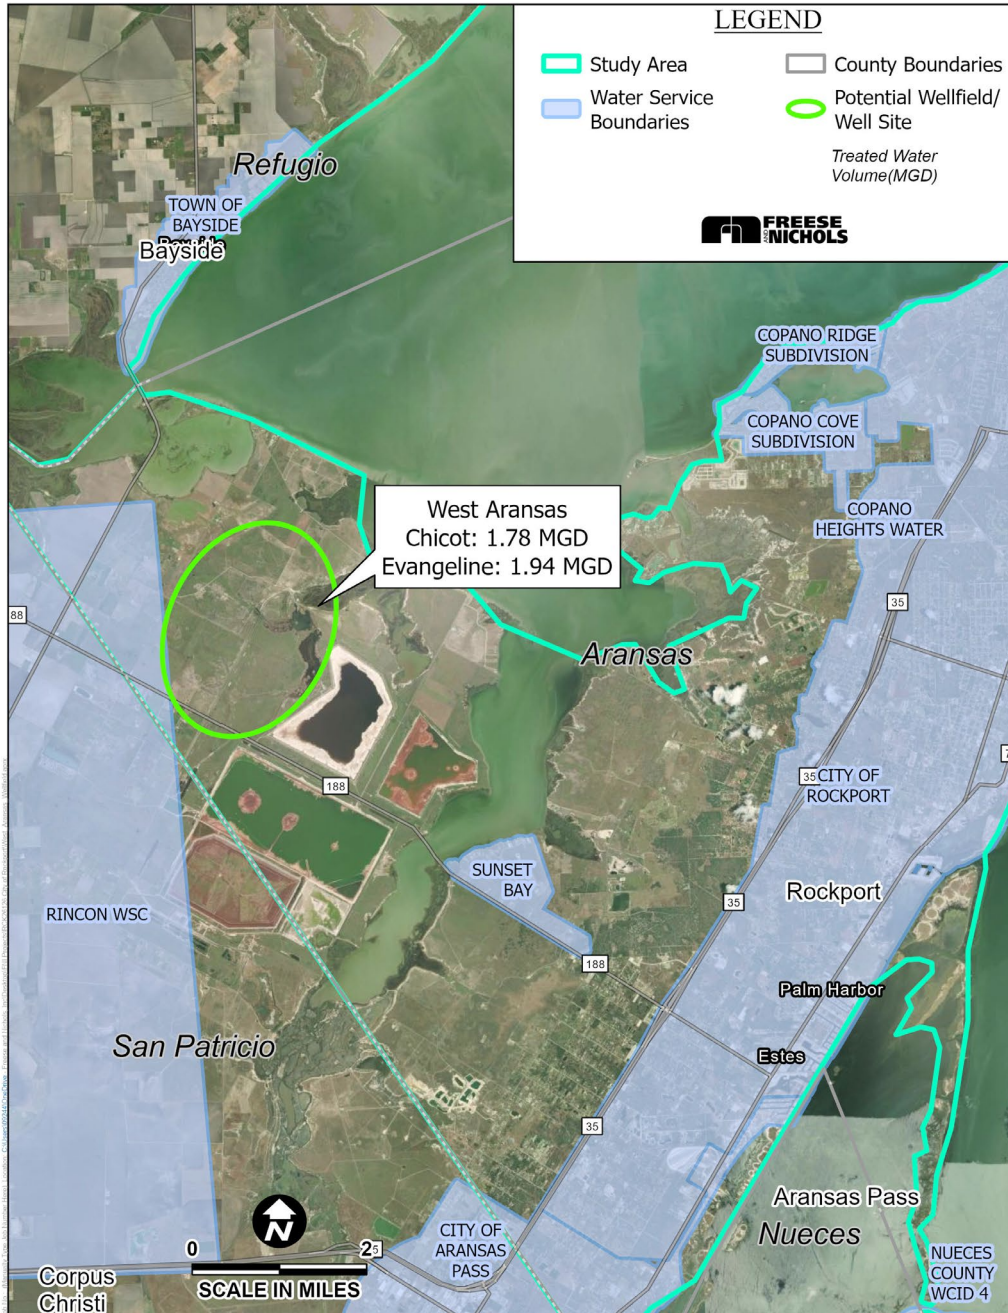 LEGEND
Study Area
County Boundaries
Water Service
Boundaries
Potential Wellfield/
Well Site
Treated Water
Volume(MGD)
FREESE
AND
NICHOLS
Refugio
TOWN OF
BAYSIDE
Bayside
Bayside
COPANO RIDGE
SUBDIVISION
COPANO COVE
SUBDIVISION
COPANO
HEIGHTS WATER
West Aransas
Chicot: 1.78 MGD
Evangeline: 1.94 MGD
35
88
Aransas
188
35
CITY OF
ROCKPORT
7
SUNSET
BAY
Rockport
35
RINCON WSC
188
Palm Harbor
San Patricio
Estes
35
Aransas Pass
Nueces
N
CITY OF
ARANSAS
PASS
NUECES
COUNTY
WCID 4
0
2
5
SCALE IN MILES
Corpus
Christi